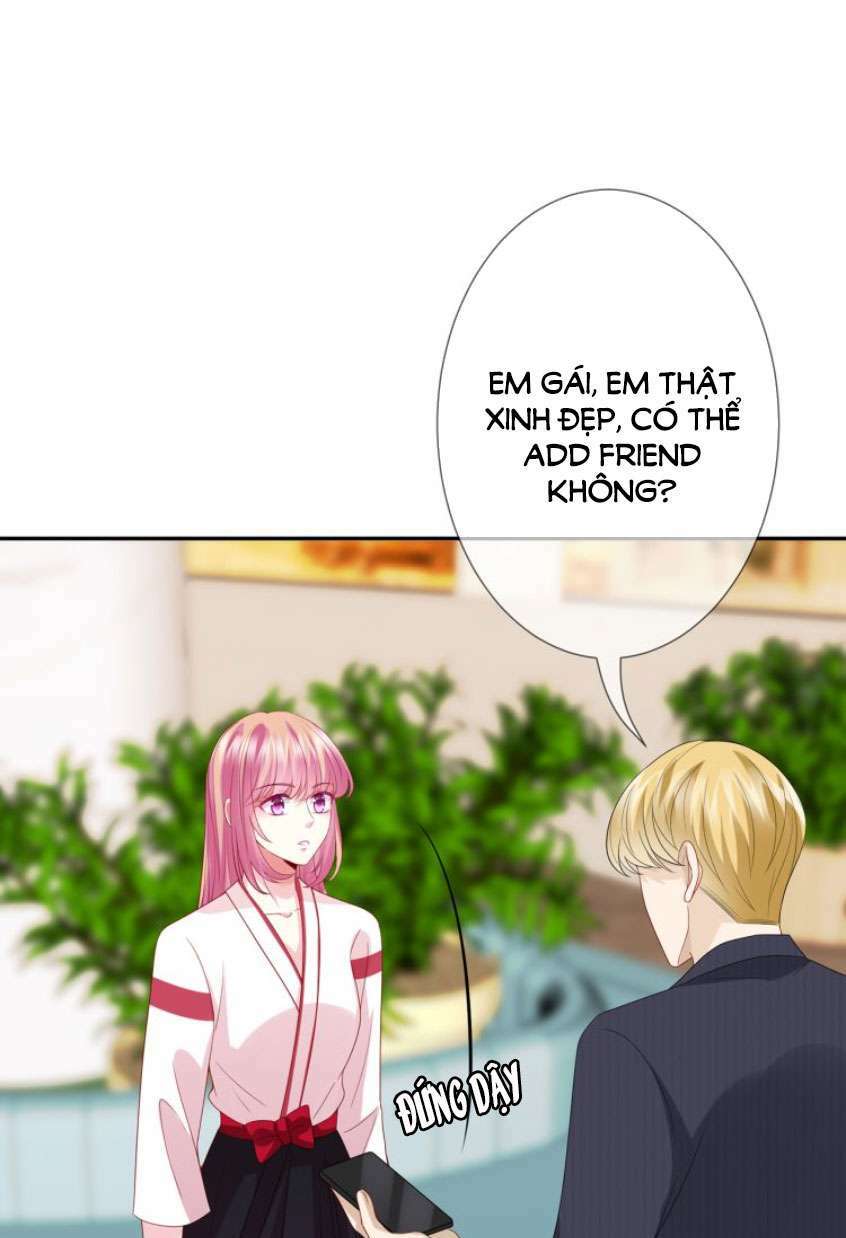 EM GÁI, EM THẬT
XINH ĐẸP, CÓ THỂ
ADD FRIEND
KHÔNG?
ĐỨNG DẬY